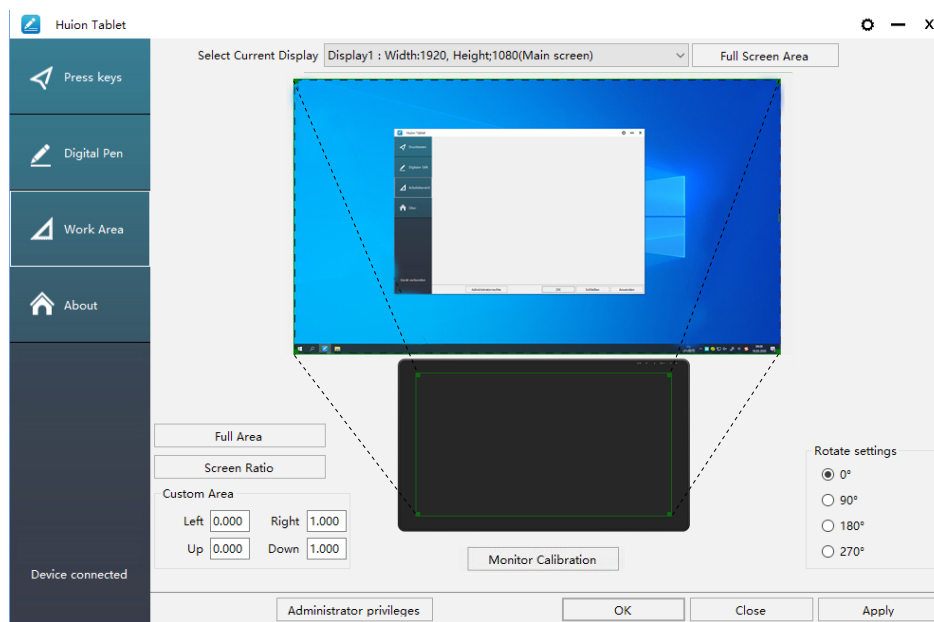 Huion Tablet
X
Press keys
Digital Pen
Work Area
About
Device connected
Select Current Display Display1 : Width:1920, Height;1080(Main screen) Full Screen Area
Huion Tablet
Full Area
Screen Ratio
Custom Area
Left 0.000 Right 1.000
Up 0.000 Down 1.000
Monitor Calibration
Rotate settings
0°
90°
180°
270°
Administrator privileges OK Close Apply